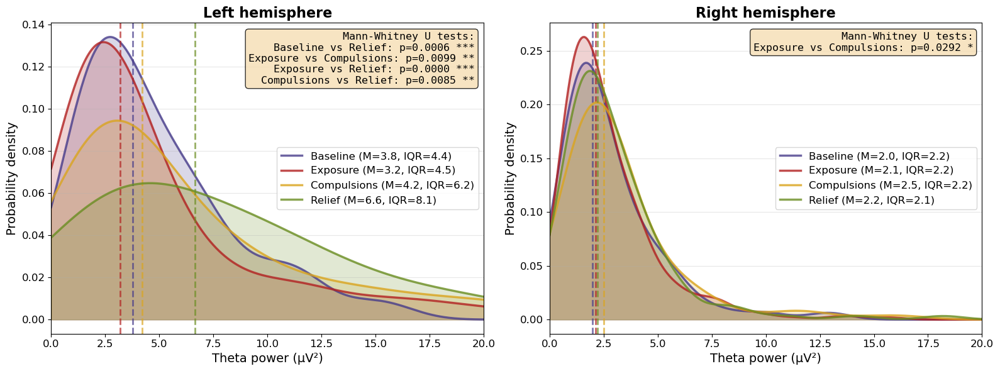 Left hemisphere
Probability density
0.14
0.12
0.10
0.08
0.06
0.04
0.02
0.00
Mann-Whitney U tests:
Baseline vs Relief: p=0.0006 ***
Exposure vs Compulsions: p=0.0099 **
Exposure vs Relief: p=0.0000 ***
Compulsions vs Relief: p=0.0085 **
Baseline (M=3.8, IQR=4.4)
Exposure (M=3.2, IQR=4.5)
Compulsions (M=4.2, IQR=6.2)
Relief (M=6.6, IQR=8.1)
0.0 2.5 5.0 7.5 10.0 12.5 15.0 17.5 20.0
Theta power (μV²)
Right hemisphere
Probability density
0.25
0.20
0.15
0.10
0.05
0.00
Mann-Whitney U tests:
Exposure vs Compulsions: p=0.0292 *
Baseline (M=2.0, IQR=2.2)
Exposure (M=2.1, IQR=2.2)
Compulsions (M=2.5, IQR=2.2)
Relief (M=2.2, IQR=2.1)
0.0 2.5 5.0 7.5 10.0 12.5 15.0 17.5 20.0
Theta power (μV²)